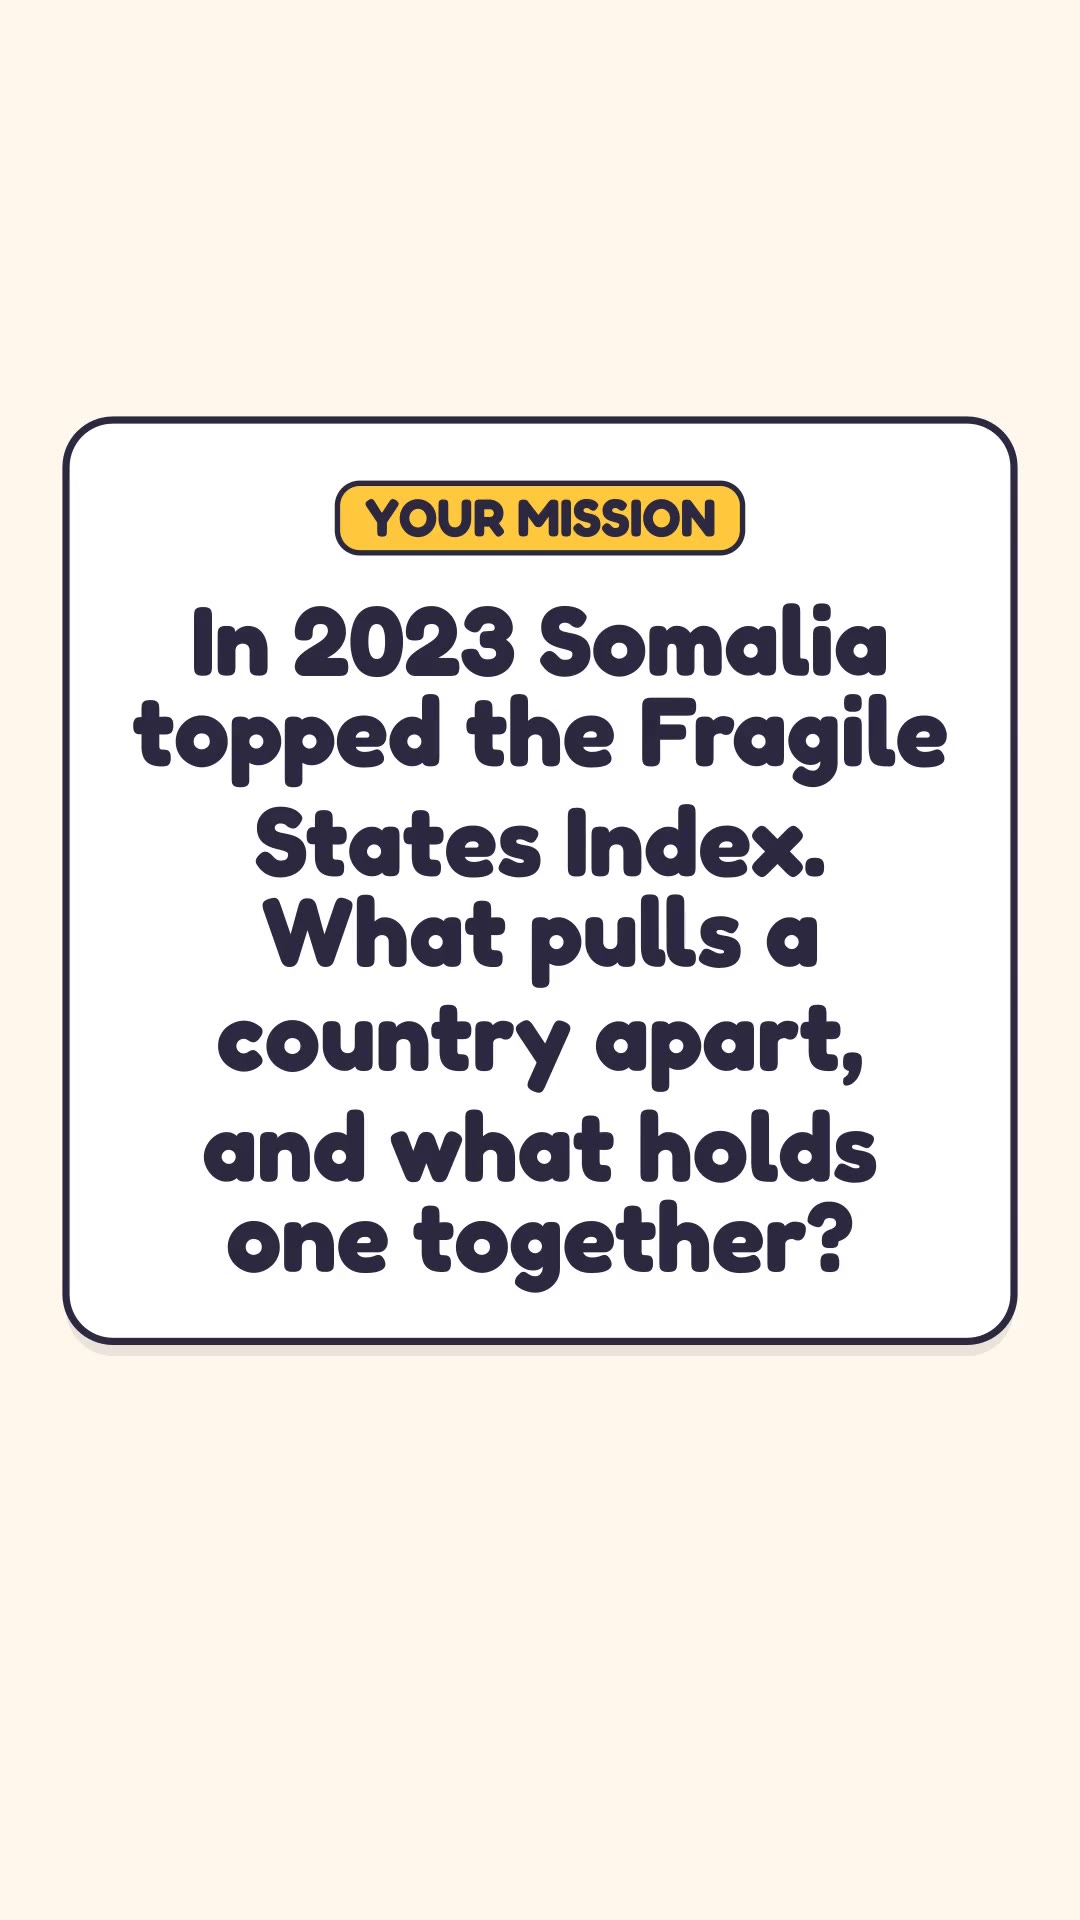 YOUR MISSION
In 2023 Somalia
topped the Fragile
States Index.
What pulls a
country apart,
and what holds
one together?